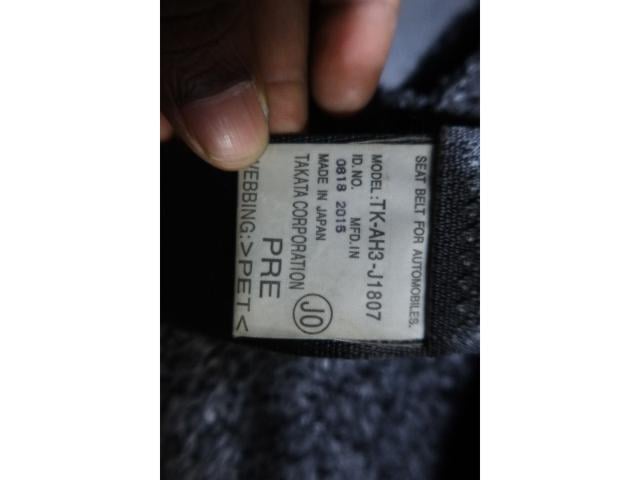 SEAT BELT FOR AUTOMOBILES.
MODEL: TK-AH3-J1807
ID.NO. MFD.IN
0818 2015
MADE IN JAPAN
TAKATA CORPORATION JO
PRE
WEBBING:>PET<